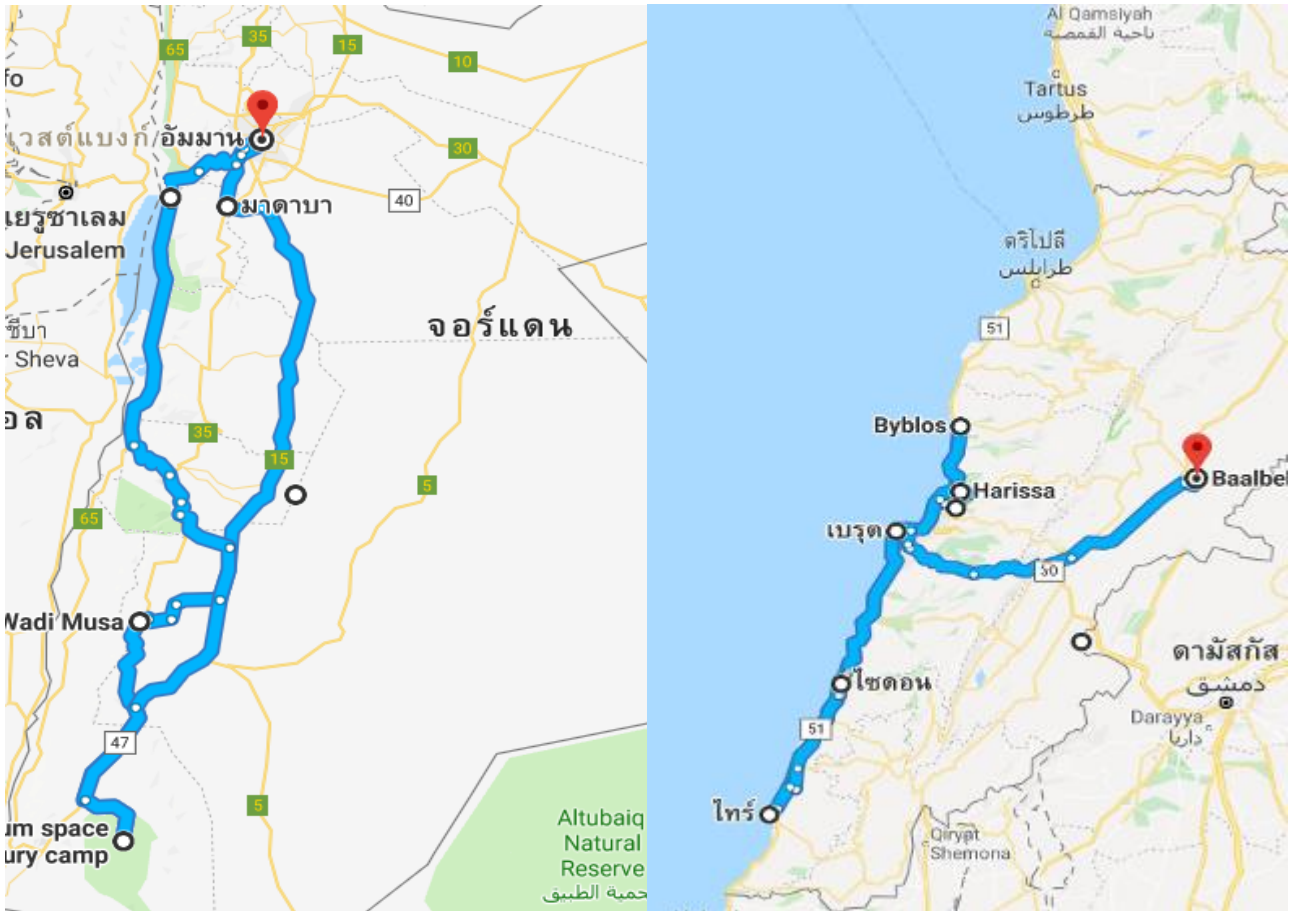 65
35
15
10
fo
เวสต์แบงก์
อัมมาน
30
40
เยรูซาเลม
Jerusalem
มาดาบา
ซีบา
Sheva
จอร์แดน
อล
35
15
5
65
Wadi Musa
47
5
um space
ury camp
Altubaiq
Natural
Reserve
حمية الطبيق
Al Qamsiyah
ناحية القمصية
Tartus
طرطوس
ตริโปลี
طرابلس
51
Byblos
Harissa
Baalbe
เบรุต
30
ดามัสกัส
دمشق
ไซดอน
Darayya
داريا
51
ไทร์
Qiryat
Shemona